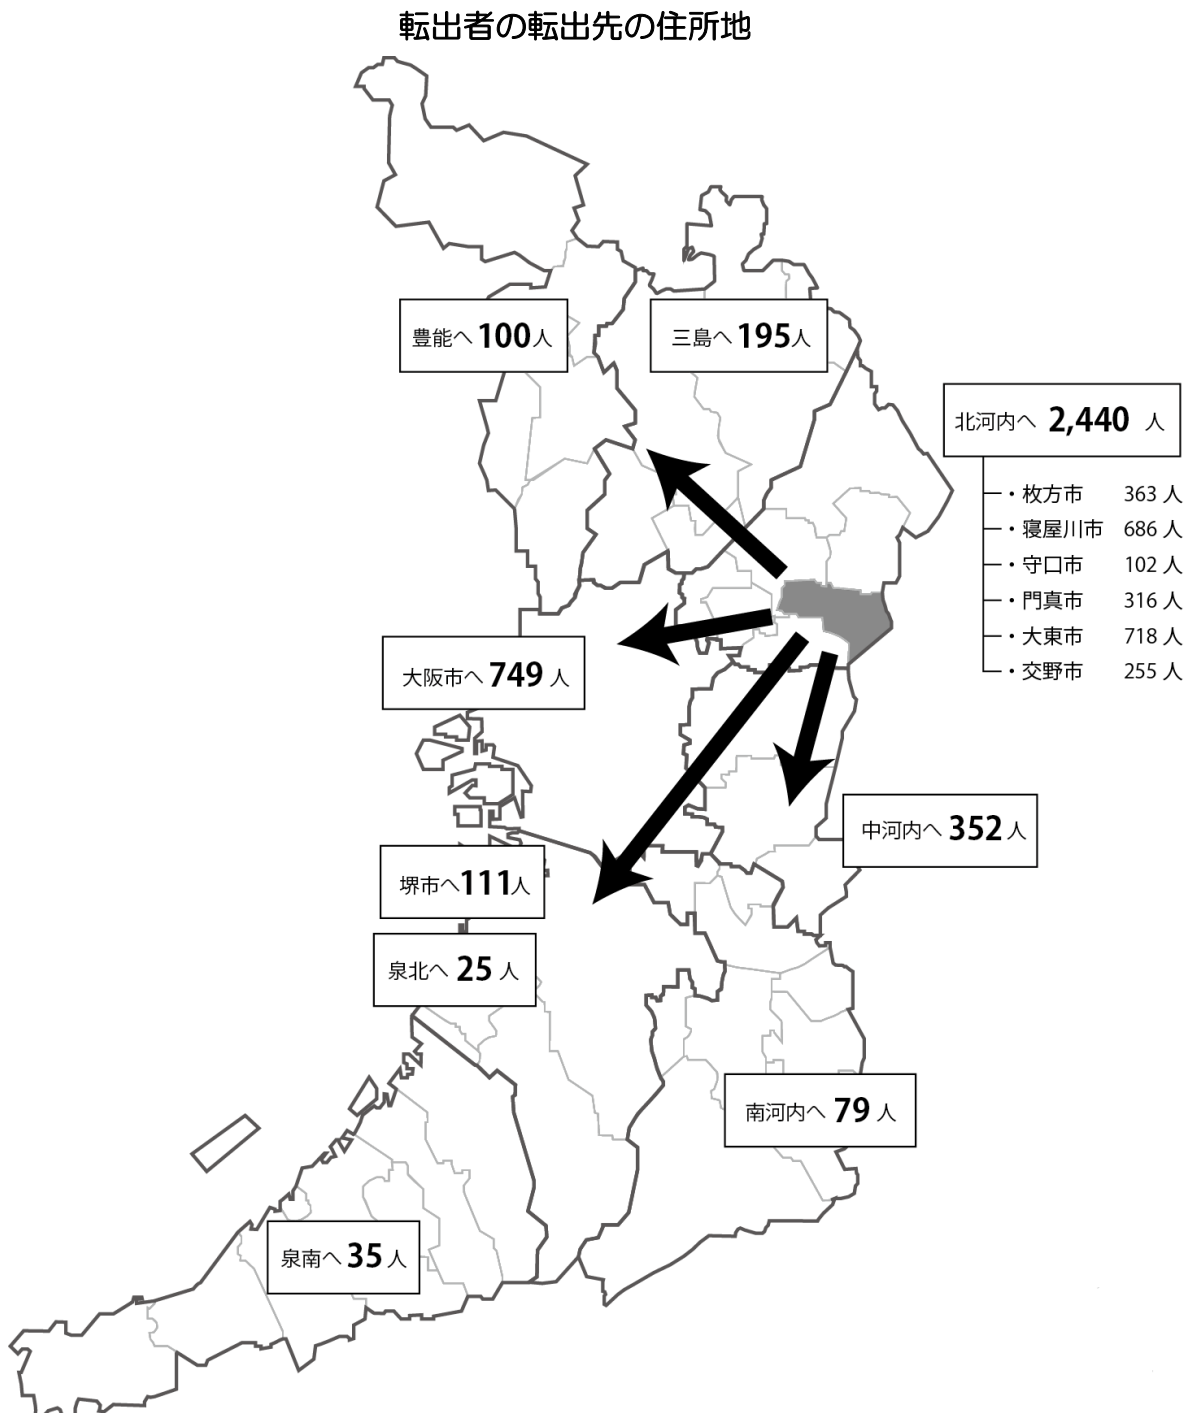 転出者の転出先の住所地
豊能へ 100人
三島へ 195人
北河内へ 2,440 人
・枚方市 363 人
・寝屋川市 686 人
・守口市 102 人
・門真市 316 人
・大東市 718 人
・交野市 255 人
大阪市へ 749 人
中河内へ 352 人
堺市へ111人
泉北へ 25 人
南河内へ 79 人
泉南へ 35 人